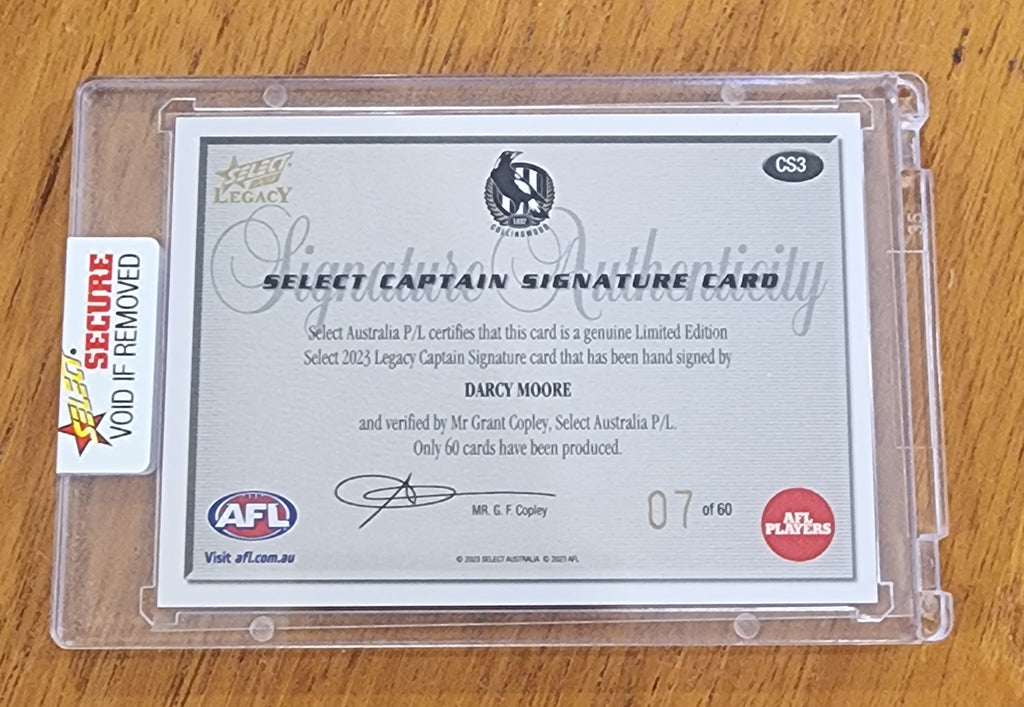 SELECT
LEGACY
CS3
1892
COLLINGWOOD
Signature Authenticity
SELECT CAPTAIN SIGNATURE CARD
Select Australia P/L certifies that this card is a genuine Limited Edition
Select 2023 Legacy Captain Signature card that has been hand signed by
DARCY MOORE
and verified by Mr Grant Copley, Select Australia P/L.
Only 60 cards have been produced.
MR. G. F. Copley
07 of 60
AFL
Visit afl.com.au
© 2023 SELECT AUSTRALIA © 2023 AFL
AFL
PLAYERS
SELECT
SECURE
VOID IF REMOVED
35